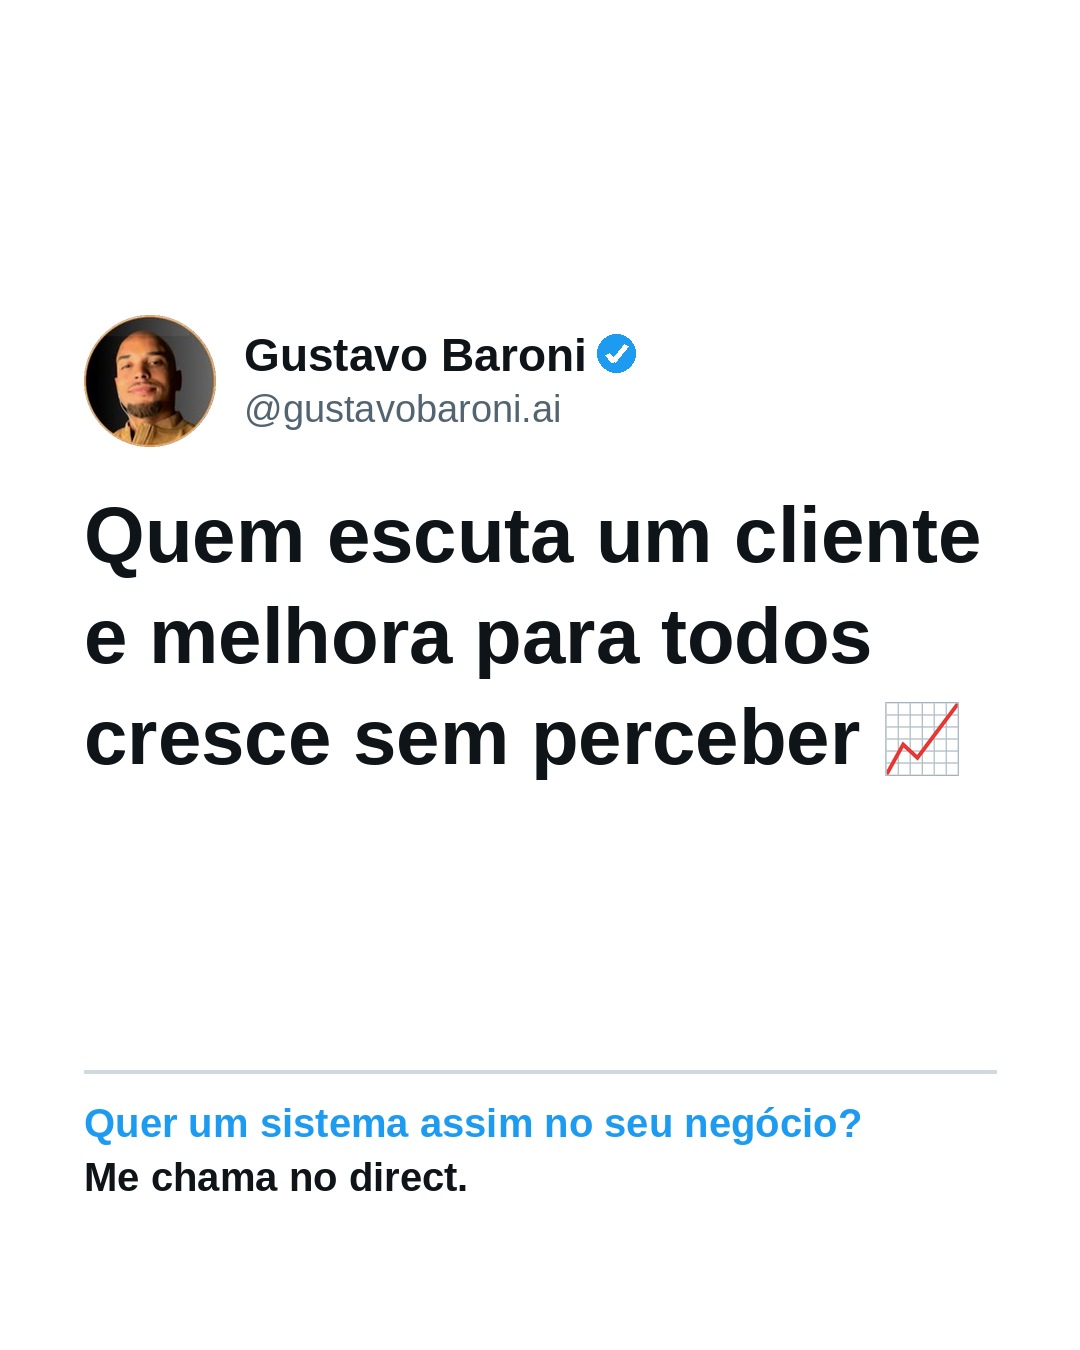 Gustavo Baroni
@gustavobaroni.ai
Quem escuta um cliente
e melhora para todos
cresce sem perceber 📈
Quer um sistema assim no seu negócio?
Me chama no direct.